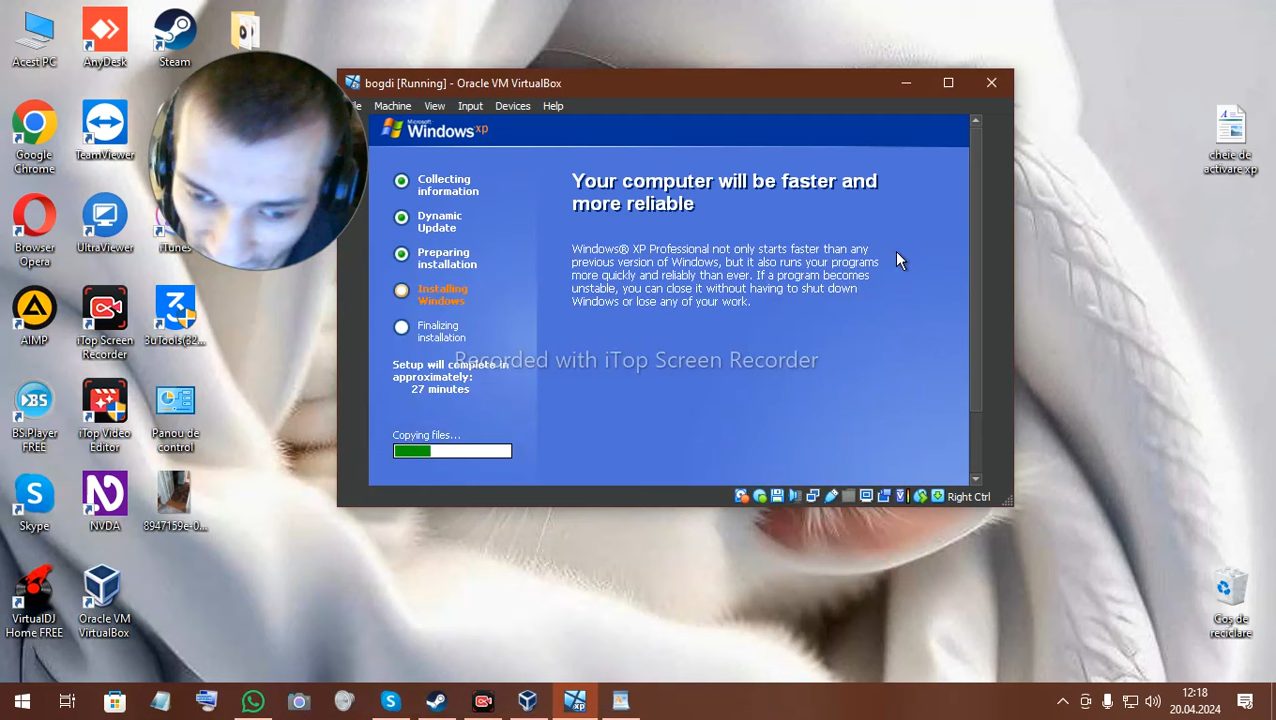 Acest PC
AnyDesk
Steam
Google
Chrome
TeamViewer
Browser
Opera
UltraViewer
iTunes
AIMP
iTop Screen
Recorder
3uTools(32...
BS.Player
FREE
iTop Video
Editor
Panou de
control
Skype
NVDA
8947159e-0...
VirtualDJ
Home FREE
Oracle VM
VirtualBox
cheie de
activare xp
Coș de
reciclare
bogdi [Running] - Oracle VM VirtualBox
Machine View Input Devices Help
Microsoft
Windows xp
Collecting
information
Dynamic
Update
Preparing
installation
Installing
Windows
Finalizing
installation
Setup will complete in
approximately:
27 minutes
Copying files...
Your computer will be faster and
more reliable
Windows® XP Professional not only starts faster than any
previous version of Windows, but it also runs your programs
more quickly and reliably than ever. If a program becomes
unstable, you can close it without having to shut down
Windows or lose any of your work.
Recorded with iTop Screen Recorder
Right Ctrl
12:18
20.04.2024